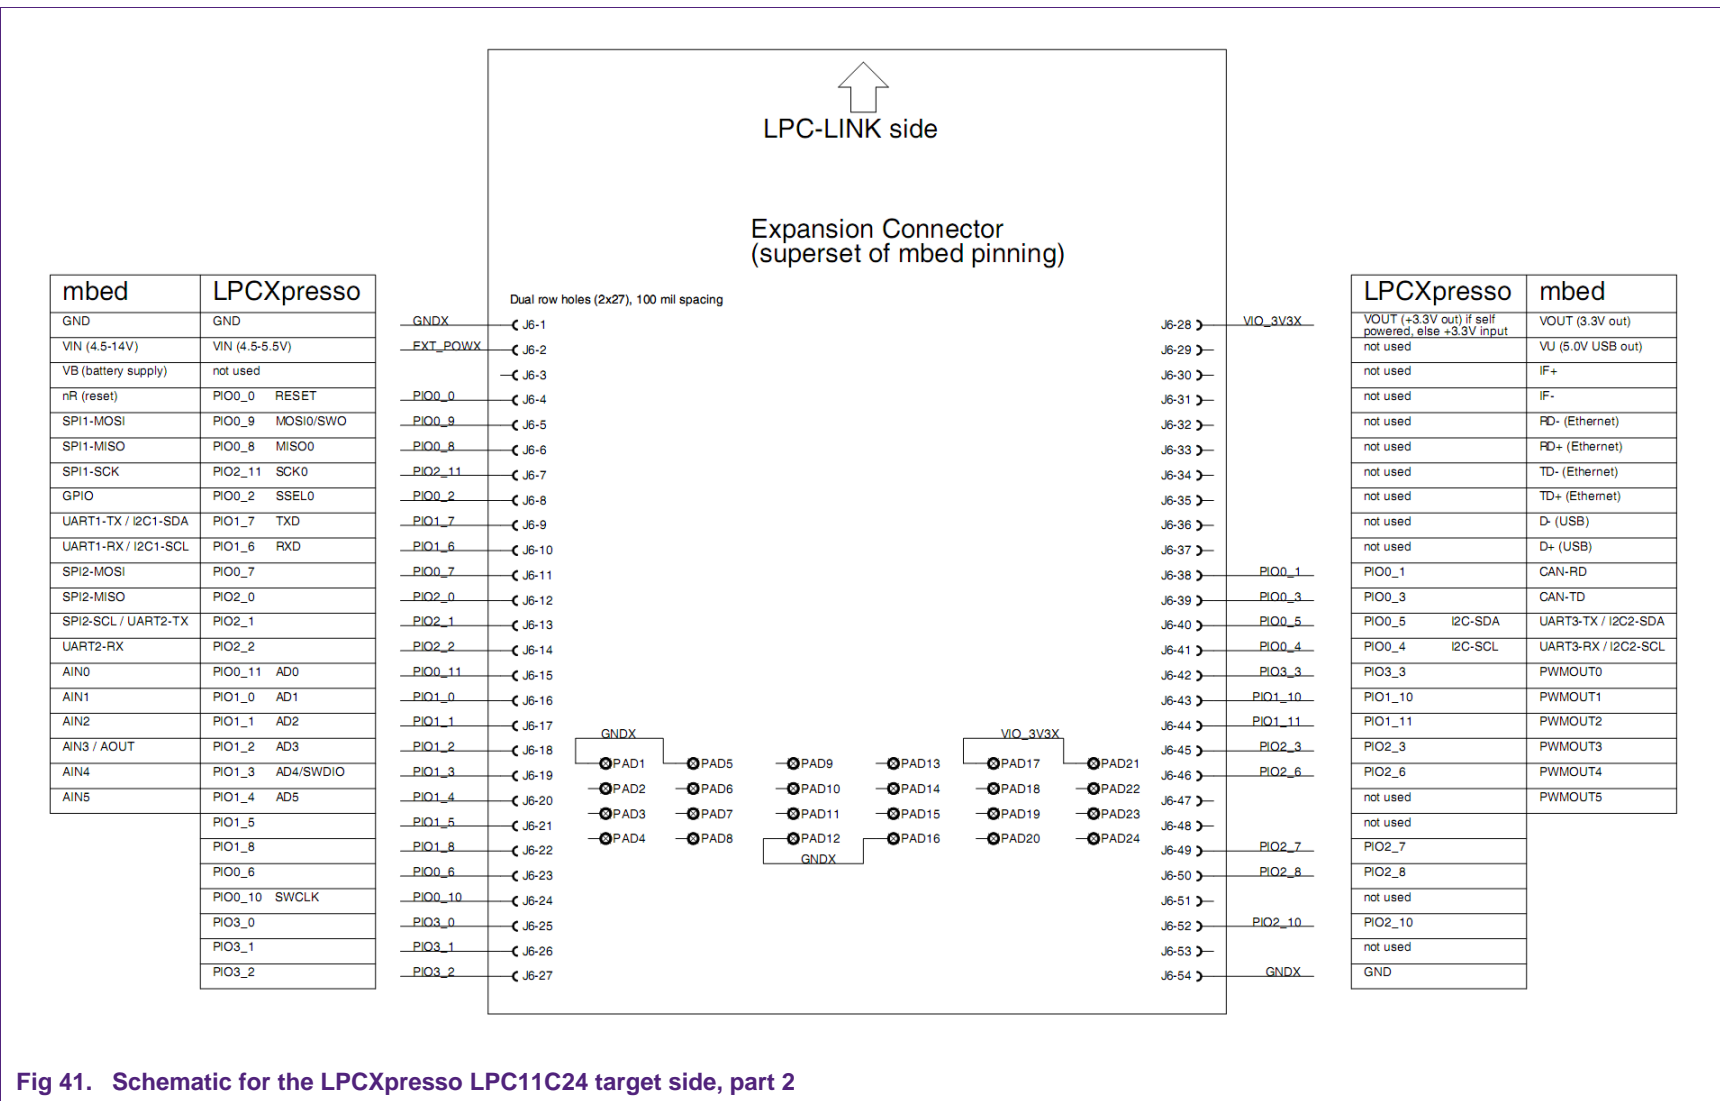 LPC-LINK side
Expansion Connector
(superset of mbed pinning)
Dual row holes (2x27), 100 mil spacing
mbed LPCXpresso
GND GND GNDX J6-1
VIN (4.5-14V) VIN (4.5-5.5V) EXT_POWX J6-2
VB (battery supply) not used J6-3
nR (reset) PIO0_0 RESET PIO0_0 J6-4
SPI1-MOSI PIO0_9 MOSI0/SWO PIO0_9 J6-5
SPI1-MISO PIO0_8 MISO0 PIO0_8 J6-6
SPI1-SCK PIO2_11 SCK0 PIO2_11 J6-7
GPIO PIO0_2 SSEL0 PIO0_2 J6-8
UART1-TX / I2C1-SDA PIO1_7 TXD PIO1_7 J6-9
UART1-RX / I2C1-SCL PIO1_6 RXD PIO1_6 J6-10
SPI2-MOSI PIO0_7 PIO0_7 J6-11
SPI2-MISO PIO2_0 PIO2_0 J6-12
SPI2-SCL / UART2-TX PIO2_1 PIO2_1 J6-13
UART2-RX PIO2_2 PIO2_2 J6-14
AIN0 PIO0_11 AD0 PIO0_11 J6-15
AIN1 PIO1_0 AD1 PIO1_0 J6-16
AIN2 PIO1_1 AD2 PIO1_1 J6-17
AIN3 / AOUT PIO1_2 AD3 PIO1_2 J6-18
AIN4 PIO1_3 AD4/SWDIO PIO1_3 J6-19
AIN5 PIO1_4 AD5 PIO1_4 J6-20
PIO1_5 PIO1_5 J6-21
PIO1_8 PIO1_8 J6-22
PIO0_6 PIO0_6 J6-23
PIO0_10 SWCLK PIO0_10 J6-24
PIO3_0 PIO3_0 J6-25
PIO3_1 PIO3_1 J6-26
PIO3_2 PIO3_2 J6-27
GNDX VIO_3V3X
PAD1 PAD5 PAD9 PAD13 PAD17 PAD21
PAD2 PAD6 PAD10 PAD14 PAD18 PAD22
PAD3 PAD7 PAD11 PAD15 PAD19 PAD23
PAD4 PAD8 PAD12 PAD16 PAD20 PAD24
GNDX
LPCXpresso mbed
J6-28 VIO_3V3X VOUT (+3.3V out) if self
powered, else +3.3V input VOUT (3.3V out)
J6-29 not used VU (5.0V USB out)
J6-30 not used IF+
J6-31 not used IF-
J6-32 not used RD- (Ethernet)
J6-33 not used RD+ (Ethernet)
J6-34 not used TD- (Ethernet)
J6-35 not used TD+ (Ethernet)
J6-36 not used D- (USB)
J6-37 not used D+ (USB)
J6-38 PIO0_1 PIO0_1 CAN-RD
J6-39 PIO0_3 PIO0_3 CAN-TD
J6-40 PIO0_5 PIO0_5 I2C-SDA UART3-TX / I2C2-SDA
J6-41 PIO0_4 PIO0_4 I2C-SCL UART3-RX / I2C2-SCL
J6-42 PIO3_3 PIO3_3 PWMOUT0
J6-43 PIO1_10 PIO1_10 PWMOUT1
J6-44 PIO1_11 PIO1_11 PWMOUT2
J6-45 PIO2_3 PIO2_3 PWMOUT3
J6-46 PIO2_6 PIO2_6 PWMOUT4
J6-47 not used PWMOUT5
J6-48 not used
J6-49 PIO2_7 PIO2_7
J6-50 PIO2_8 PIO2_8
J6-51 not used
J6-52 PIO2_10 PIO2_10
J6-53 not used
J6-54 GNDX GND
Fig 41. Schematic for the LPCXpresso LPC11C24 target side, part 2